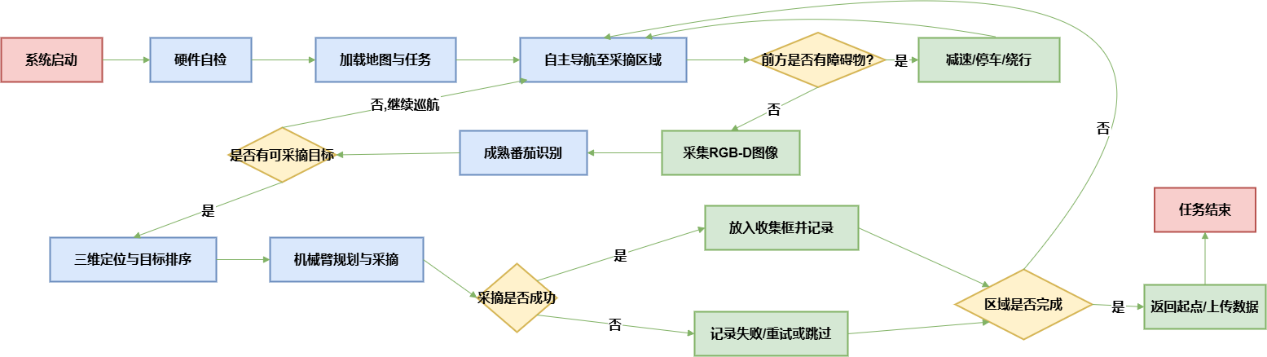 系统启动
硬件自检
加载地图与任务
自主导航至采摘区域
前方是否有障碍物?
是
减速/停车/绕行
否,继续巡航
否
否
是否有可采摘目标
成熟番茄识别
采集RGB-D图像
是
任务结束
放入收集框并记录
三维定位与目标排序
机械臂规划与采摘
是
采摘是否成功
区域是否完成
是
返回起点/上传数据
否
记录失败/重试或跳过